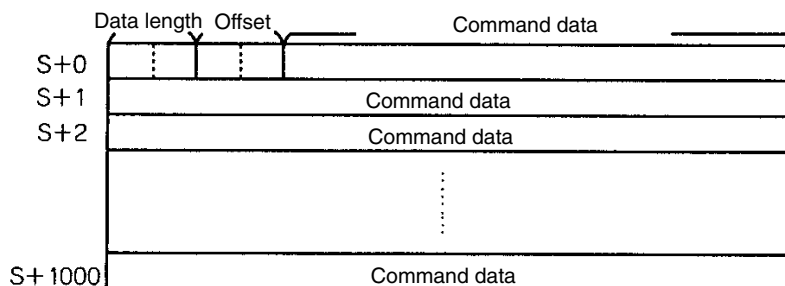 Data length Offset Command data
S+0
S+1 Command data
S+2 Command data
S+1000 Command data